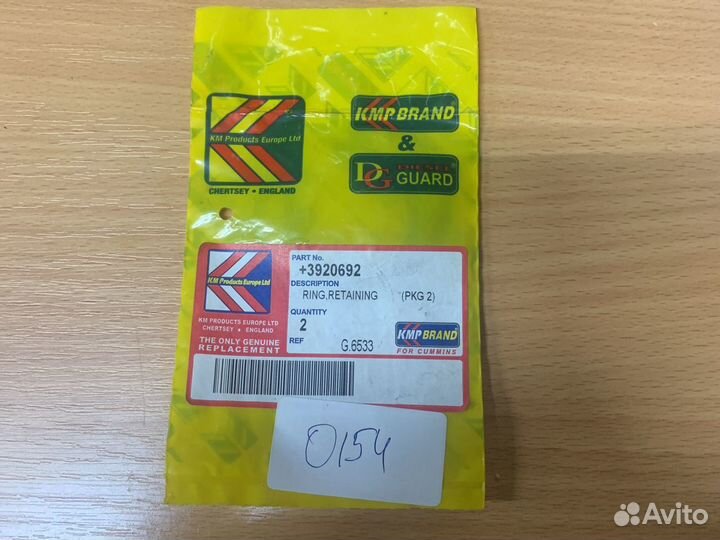 KM Products Europe Ltd
CHERTSEY • ENGLAND
KMP BRAND
&
DG DIESEL GUARD
KM Products Europe Ltd
KM PRODUCTS EUROPE LTD
CHERTSEY • ENGLAND
THE ONLY GENUINE
REPLACEMENT
PART No.
+3920692
DESCRIPTION
RING,RETAINING (PKG 2)
QUANTITY
2
REF G.6533
KMP BRAND
FOR CUMMINS
0154
Avito